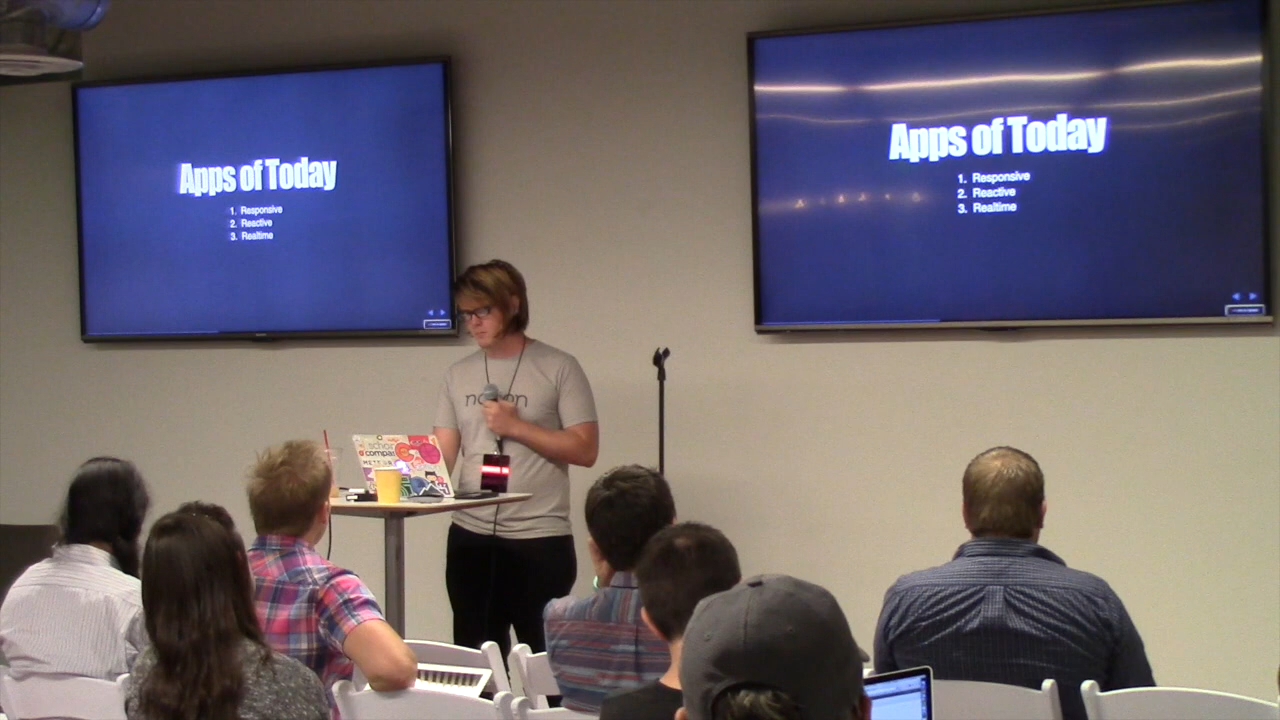 Apps of Today
1. Responsive
2. Reactive
3. Realtime
Apps of Today
1. Responsive
2. Reactive
3. Realtime